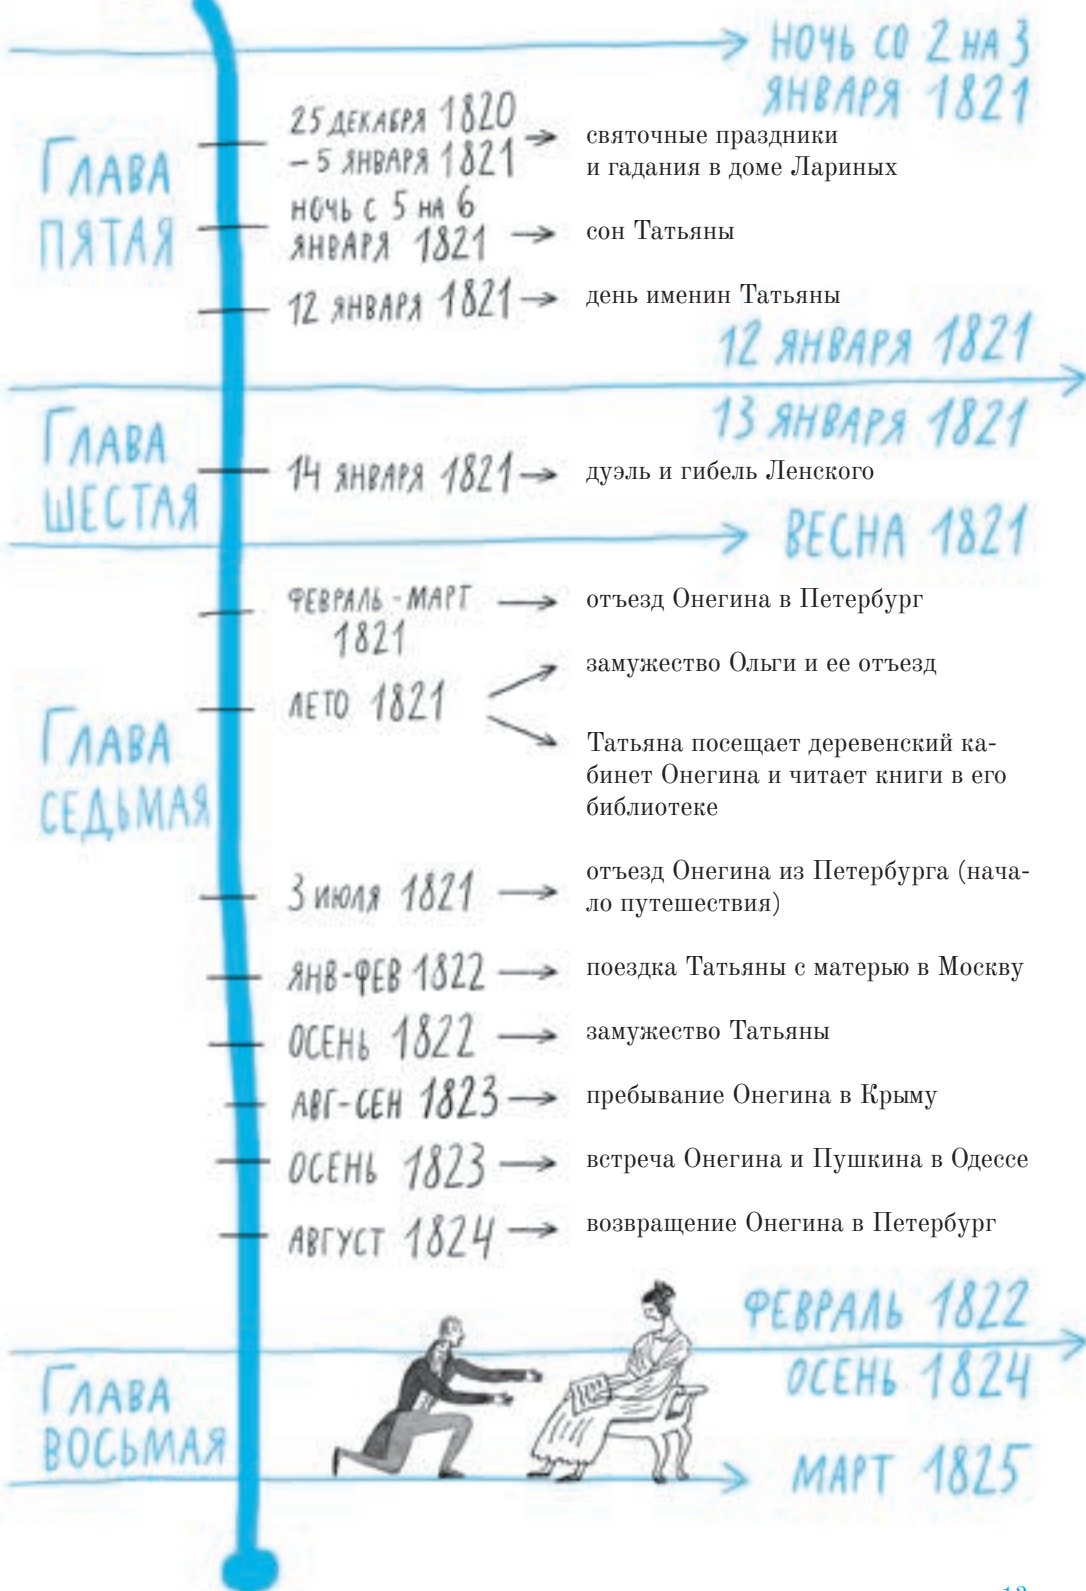 НОЧЬ СО 2 НА 3
ЯНВАРЯ 1821
ГЛАВА
ПЯТАЯ
25 ДЕКАБРЯ 1820
– 5 ЯНВАРЯ 1821
святочные праздники
и гадания в доме Лариных
НОЧЬ С 5 НА 6
ЯНВАРЯ 1821
сон Татьяны
12 ЯНВАРЯ 1821
день именин Татьяны
12 ЯНВАРЯ 1821
13 ЯНВАРЯ 1821
ГЛАВА
ШЕСТАЯ
14 ЯНВАРЯ 1821
дуэль и гибель Ленского
ВЕСНА 1821
ФЕВРАЛЬ - МАРТ
1821
отъезд Онегина в Петербург
ЛЕТО 1821
замужество Ольги и ее отъезд
Татьяна посещает деревенский ка-
бинет Онегина и читает книги в его
библиотеке
ГЛАВА
СЕДЬМАЯ
3 ИЮЛЯ 1821
отъезд Онегина из Петербурга (нача-
ло путешествия)
ЯНВ-ФЕВ 1822
поездка Татьяны с матерью в Москву
ОСЕНЬ 1822
замужество Татьяны
АВГ-СЕН 1823
пребывание Онегина в Крыму
ОСЕНЬ 1823
встреча Онегина и Пушкина в Одессе
АВГУСТ 1824
возвращение Онегина в Петербург
ФЕВРАЛЬ 1822
ОСЕНЬ 1824
ГЛАВА
ВОСЬМАЯ
МАРТ 1825